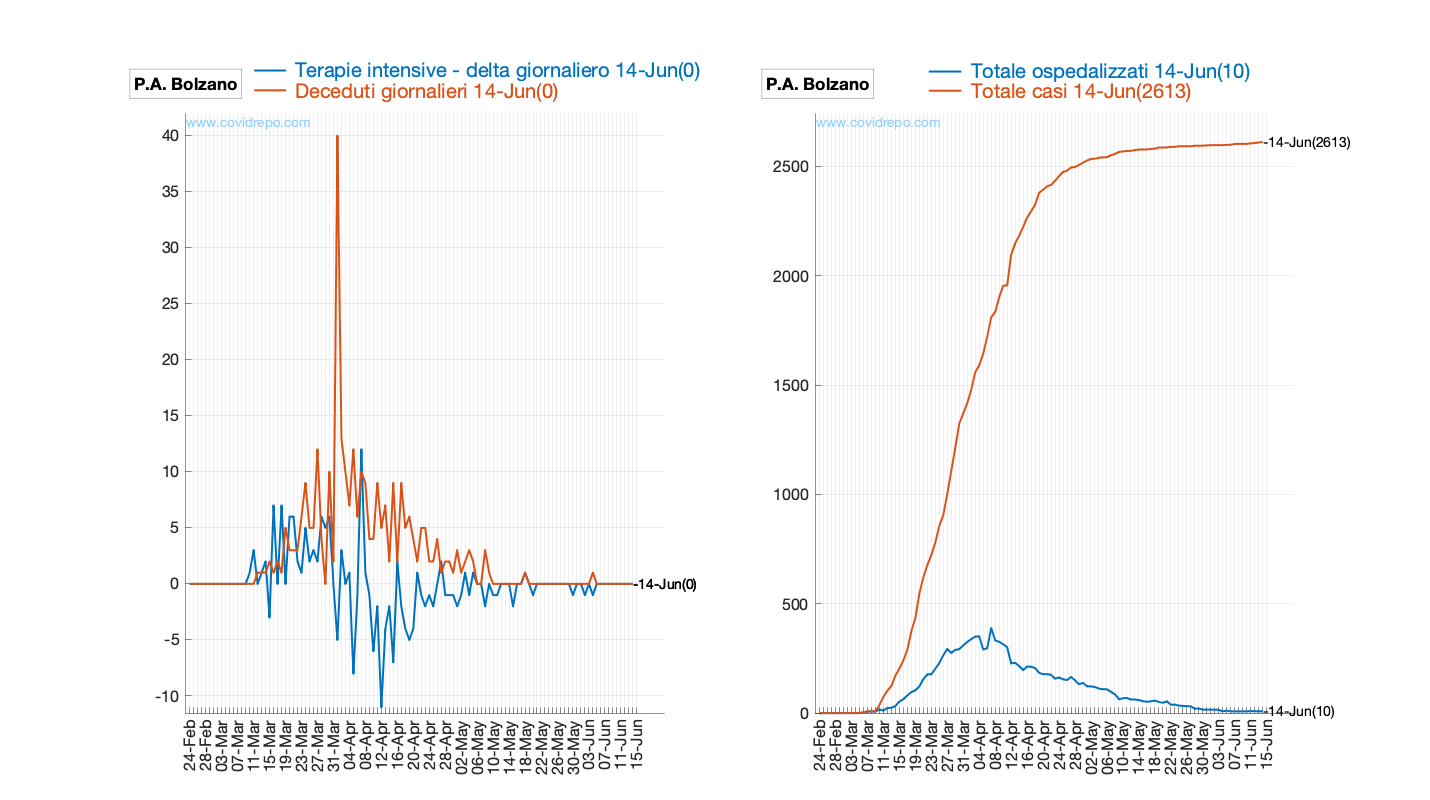 P.A. Bolzano
Terapie intensive - delta giornaliero 14-Jun(0)
Deceduti giornalieri 14-Jun(0)
www.covidrepo.com
40
35
30
25
20
15
10
5
0
-5
-10
-14-Jun(0)
24-Feb
28-Feb
03-Mar
07-Mar
11-Mar
15-Mar
19-Mar
23-Mar
27-Mar
31-Mar
04-Apr
08-Apr
12-Apr
16-Apr
20-Apr
24-Apr
28-Apr
02-May
06-May
10-May
14-May
18-May
22-May
26-May
30-May
03-Jun
07-Jun
11-Jun
15-Jun
P.A. Bolzano
Totale ospedalizzati 14-Jun(10)
Totale casi 14-Jun(2613)
www.covidrepo.com
-14-Jun(2613)
2500
2000
1500
1000
500
0
-14-Jun(10)
24-Feb
28-Feb
03-Mar
07-Mar
11-Mar
15-Mar
19-Mar
23-Mar
27-Mar
31-Mar
04-Apr
08-Apr
12-Apr
16-Apr
20-Apr
24-Apr
28-Apr
02-May
06-May
10-May
14-May
18-May
22-May
26-May
30-May
03-Jun
07-Jun
11-Jun
15-Jun